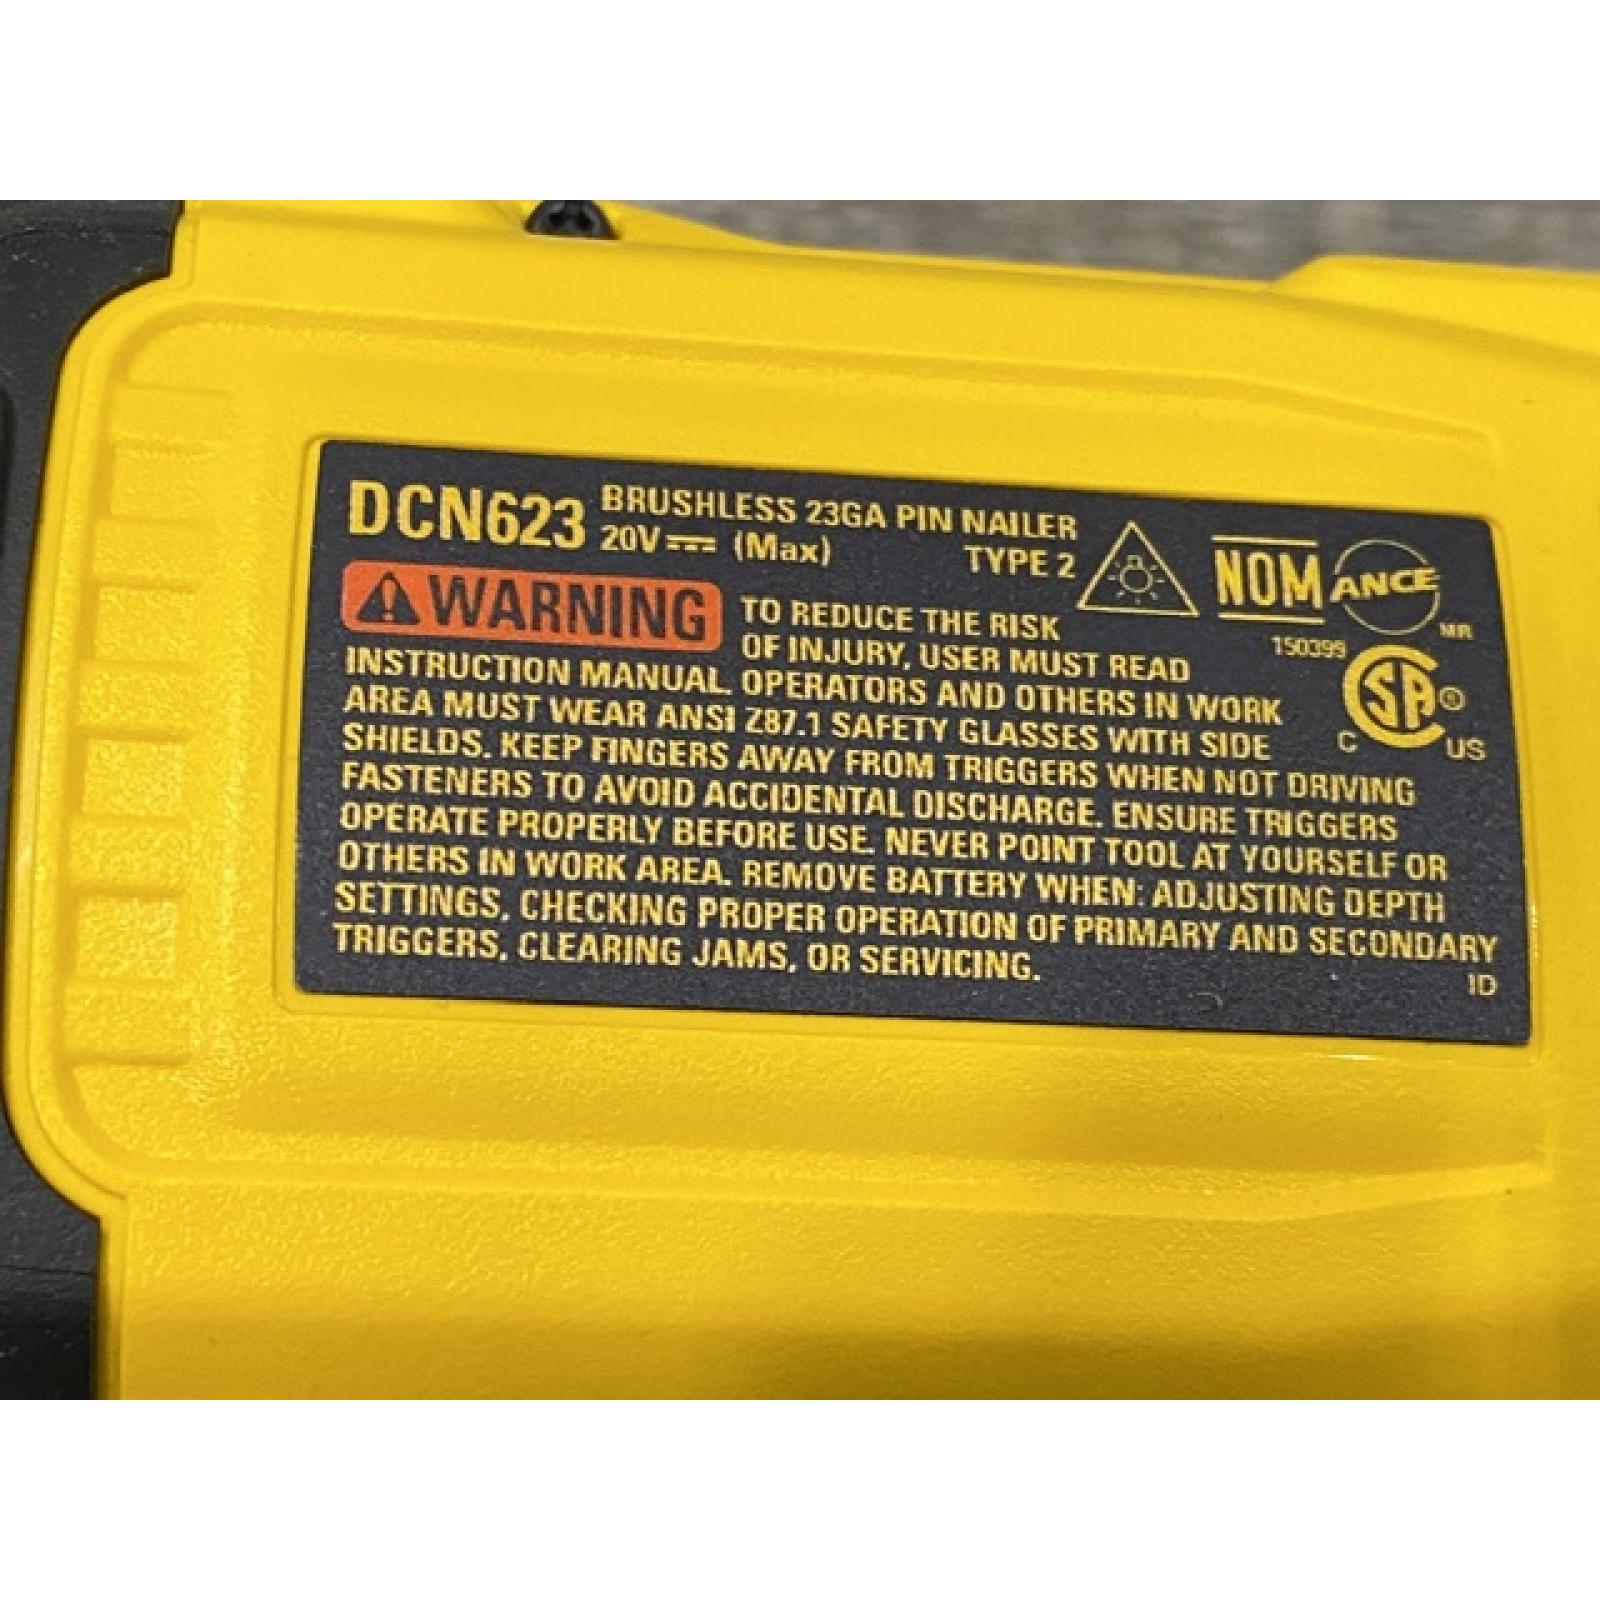 DCN623 BRUSHLESS 23GA PIN NAILER
20V (Max) TYPE 2
NOM ANCE MR
WARNING TO REDUCE THE RISK
150399
OF INJURY, USER MUST READ
INSTRUCTION MANUAL. OPERATORS AND OTHERS IN WORK
AREA MUST WEAR ANSI Z87.1 SAFETY GLASSES WITH SIDE
SHIELDS. KEEP FINGERS AWAY FROM TRIGGERS WHEN NOT DRIVING
FASTENERS TO AVOID ACCIDENTAL DISCHARGE. ENSURE TRIGGERS
OPERATE PROPERLY BEFORE USE. NEVER POINT TOOL AT YOURSELF OR
OTHERS IN WORK AREA. REMOVE BATTERY WHEN: ADJUSTING DEPTH
SETTINGS, CHECKING PROPER OPERATION OF PRIMARY AND SECONDARY
TRIGGERS, CLEARING JAMS, OR SERVICING.
CSA ®
C US
ID